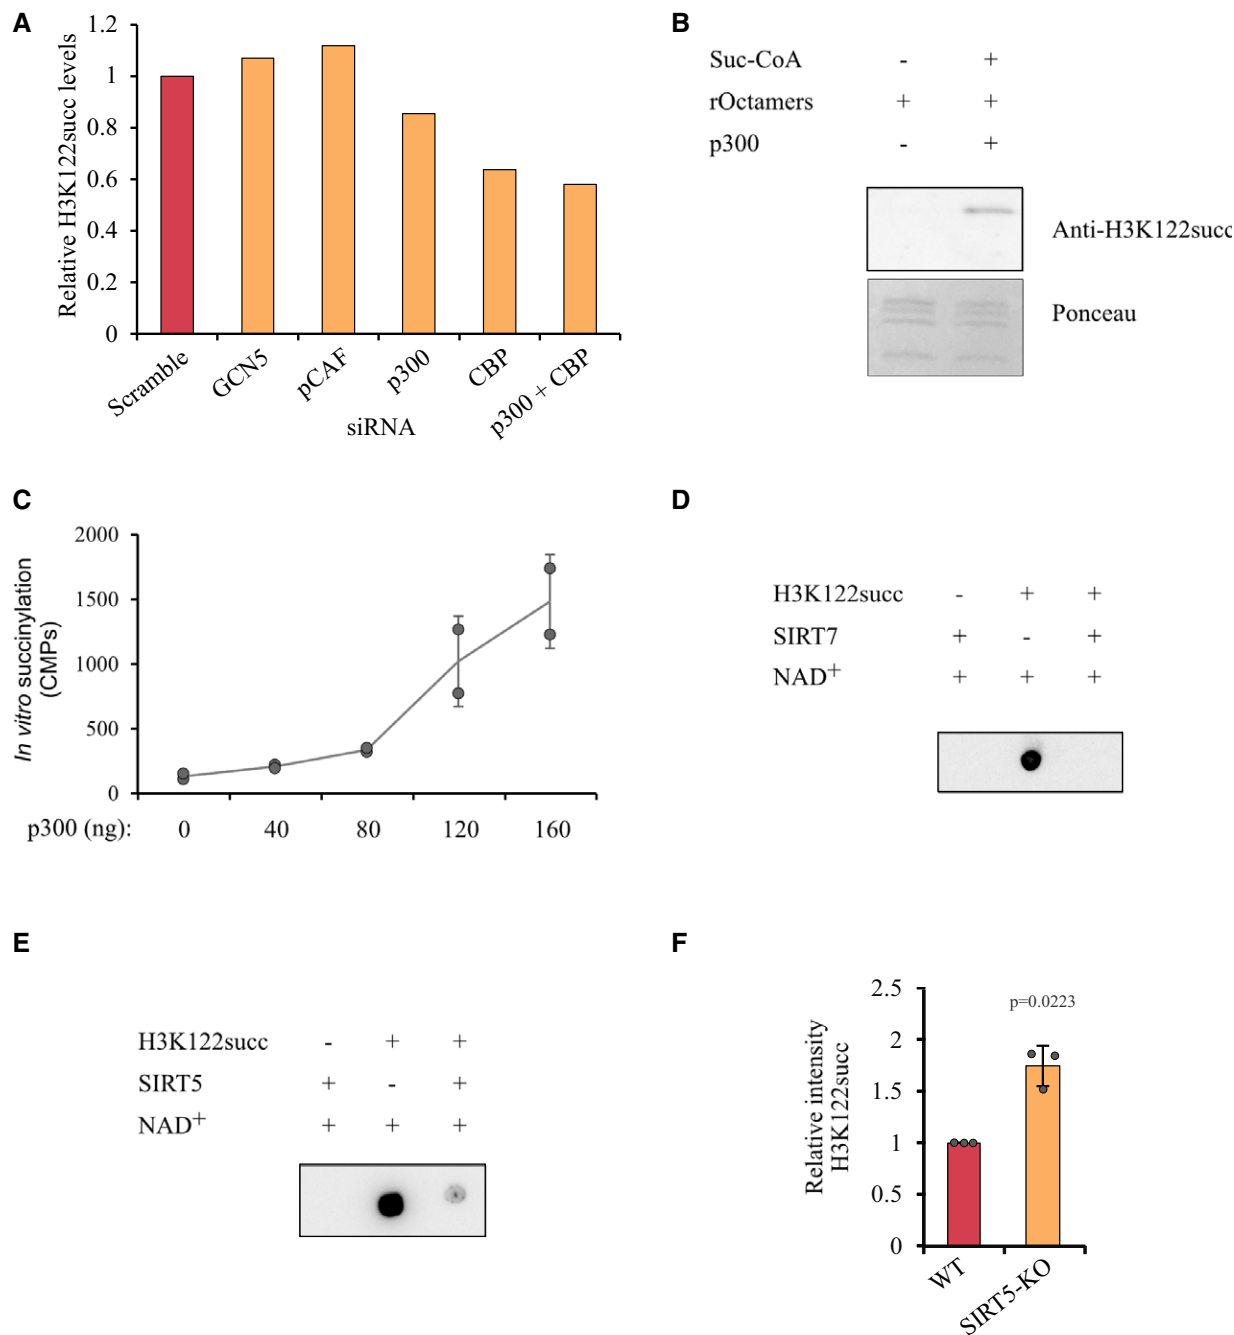 A
Relative H3K122succ levels
1.2
1
0.8
0.6
0.4
0.2
0
Scramble
GCN5
pCAF
p300
CBP
p300 + CBP
siRNA
B
Suc-CoA - +
rOctamers + +
p300 - +
Anti-H3K122succ
Ponceau
C
In vitro succinylation
(CMPs)
2000
1500
1000
500
0
p300 (ng): 0 40 80 120 160
D
H3K122succ - + +
SIRT7 + - +
NAD+ + + +
E
H3K122succ - + +
SIRT5 + - +
NAD+ + + +
F
Relative intensity
H3K122succ
2.5
2
1.5
1
0.5
0
p=0.0223
WT
SIRT5-KO